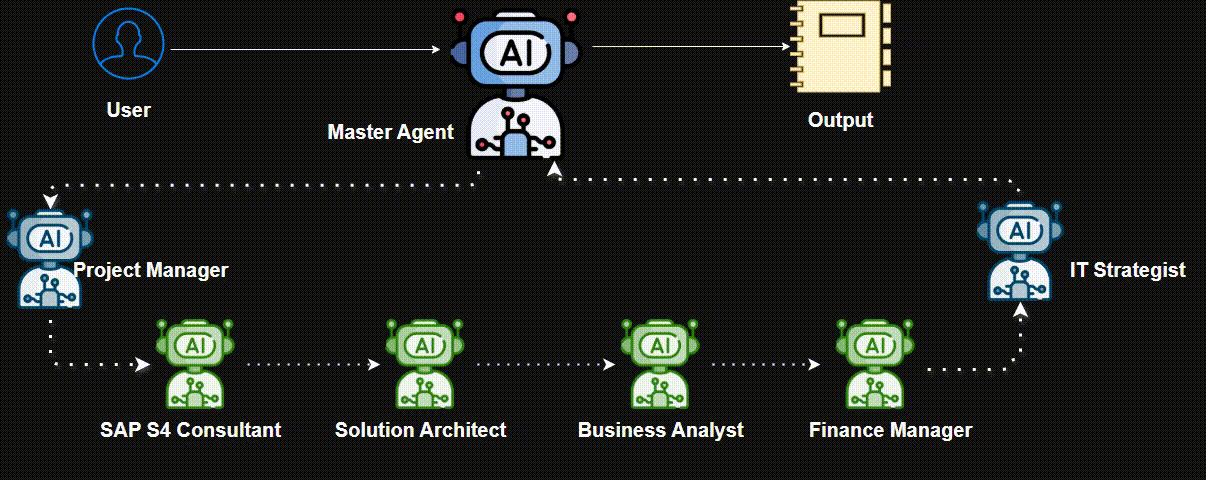 AI
User
Master Agent
Output
AI
Project Manager
AI
IT Strategist
AI
AI
AI
AI
SAP S4 Consultant
Solution Architect
Business Analyst
Finance Manager